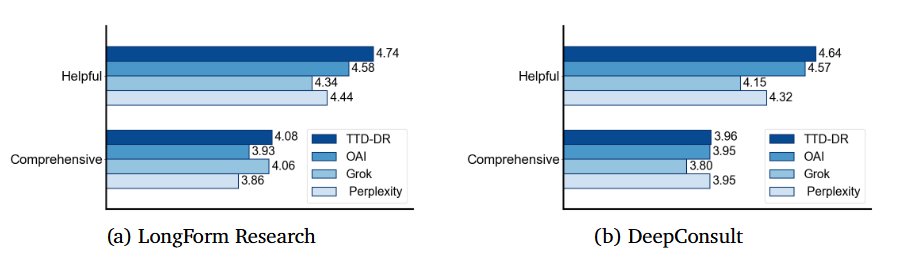 Helpful
4.74
4.58
4.34
4.44
Comprehensive
4.08
3.93
4.06
3.86
TTD-DR
OAI
Grok
Perplexity
(a) LongForm Research
Helpful
4.64
4.57
4.15
4.32
Comprehensive
3.96
3.95
3.80
3.95
TTD-DR
OAI
Grok
Perplexity
(b) DeepConsult